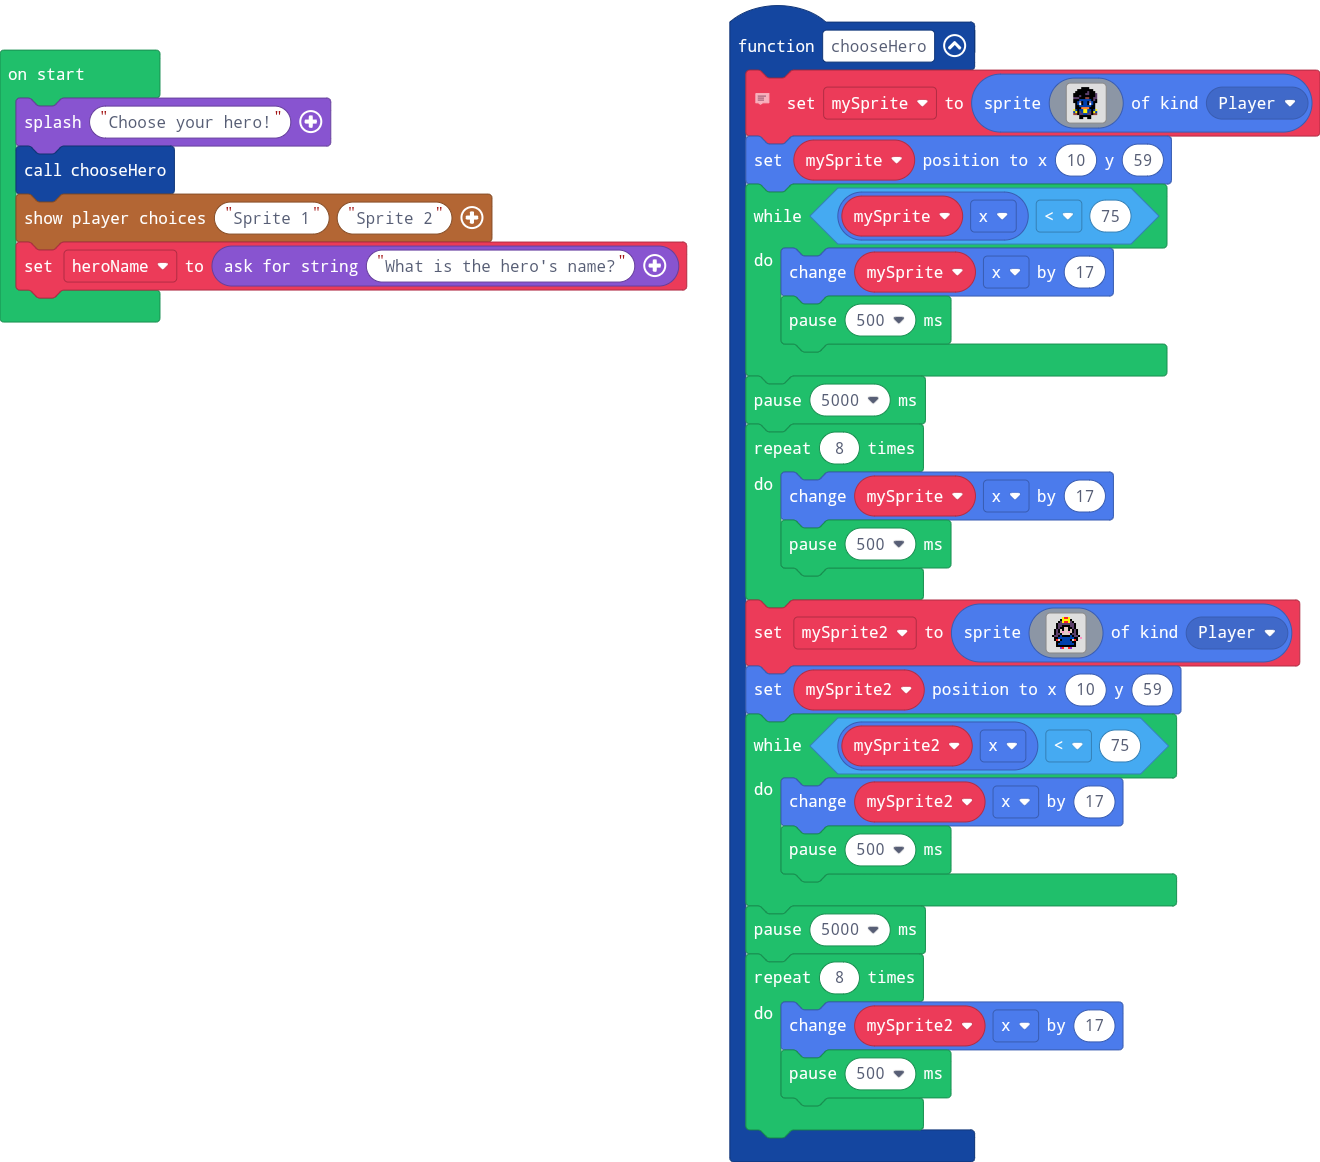 on start
splash "Choose your hero!"
call chooseHero
show player choices "Sprite 1" "Sprite 2"
set heroName to ask for string "What is the hero's name?"
function chooseHero
set mySprite to sprite of kind Player
set mySprite position to x 10 y 59
while mySprite x < 75
do change mySprite x by 17
pause 500 ms
pause 5000 ms
repeat 8 times
do change mySprite x by 17
pause 500 ms
set mySprite2 to sprite of kind Player
set mySprite2 position to x 10 y 59
while mySprite2 x < 75
do change mySprite2 x by 17
pause 500 ms
pause 5000 ms
repeat 8 times
do change mySprite2 x by 17
pause 500 ms